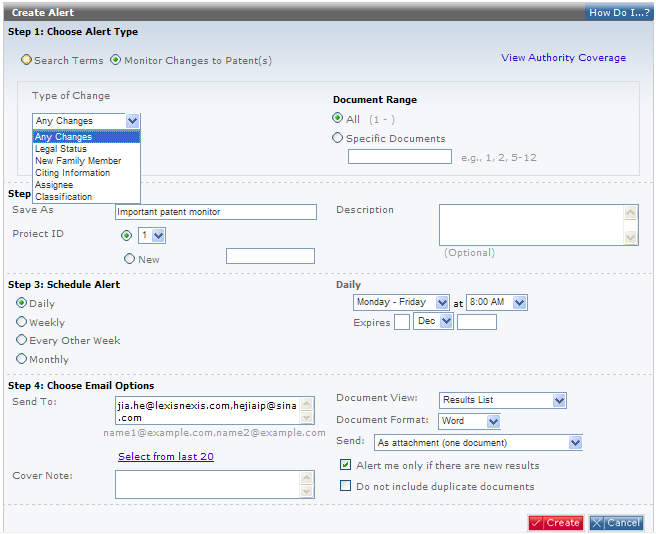 Create Alert
How Do I...?
Step 1: Choose Alert Type
Search Terms Monitor Changes to Patent(s)
View Authority Coverage
Type of Change
Any Changes
Any Changes
Legal Status
New Family Member
Citing Information
Assignee
Classification
Document Range
All (1 - )
Specific Documents
e.g., 1, 2, 5-12
Step
Save As
Important patent monitor
Description
(Optional)
Project ID
1
New
Step 3: Schedule Alert
Daily
Weekly
Every Other Week
Monthly
Daily
Monday - Friday at 8:00 AM
Expires Dec
Step 4: Choose Email Options
Send To:
jia.he@lexisnexis.com,hejiaip@sina
.com
name1@example.com,name2@example.com
Select from last 20
Cover Note:
Document View: Results List
Document Format: Word
Send: As attachment (one document)
Alert me only if there are new results
Do not include duplicate documents
Create
Cancel